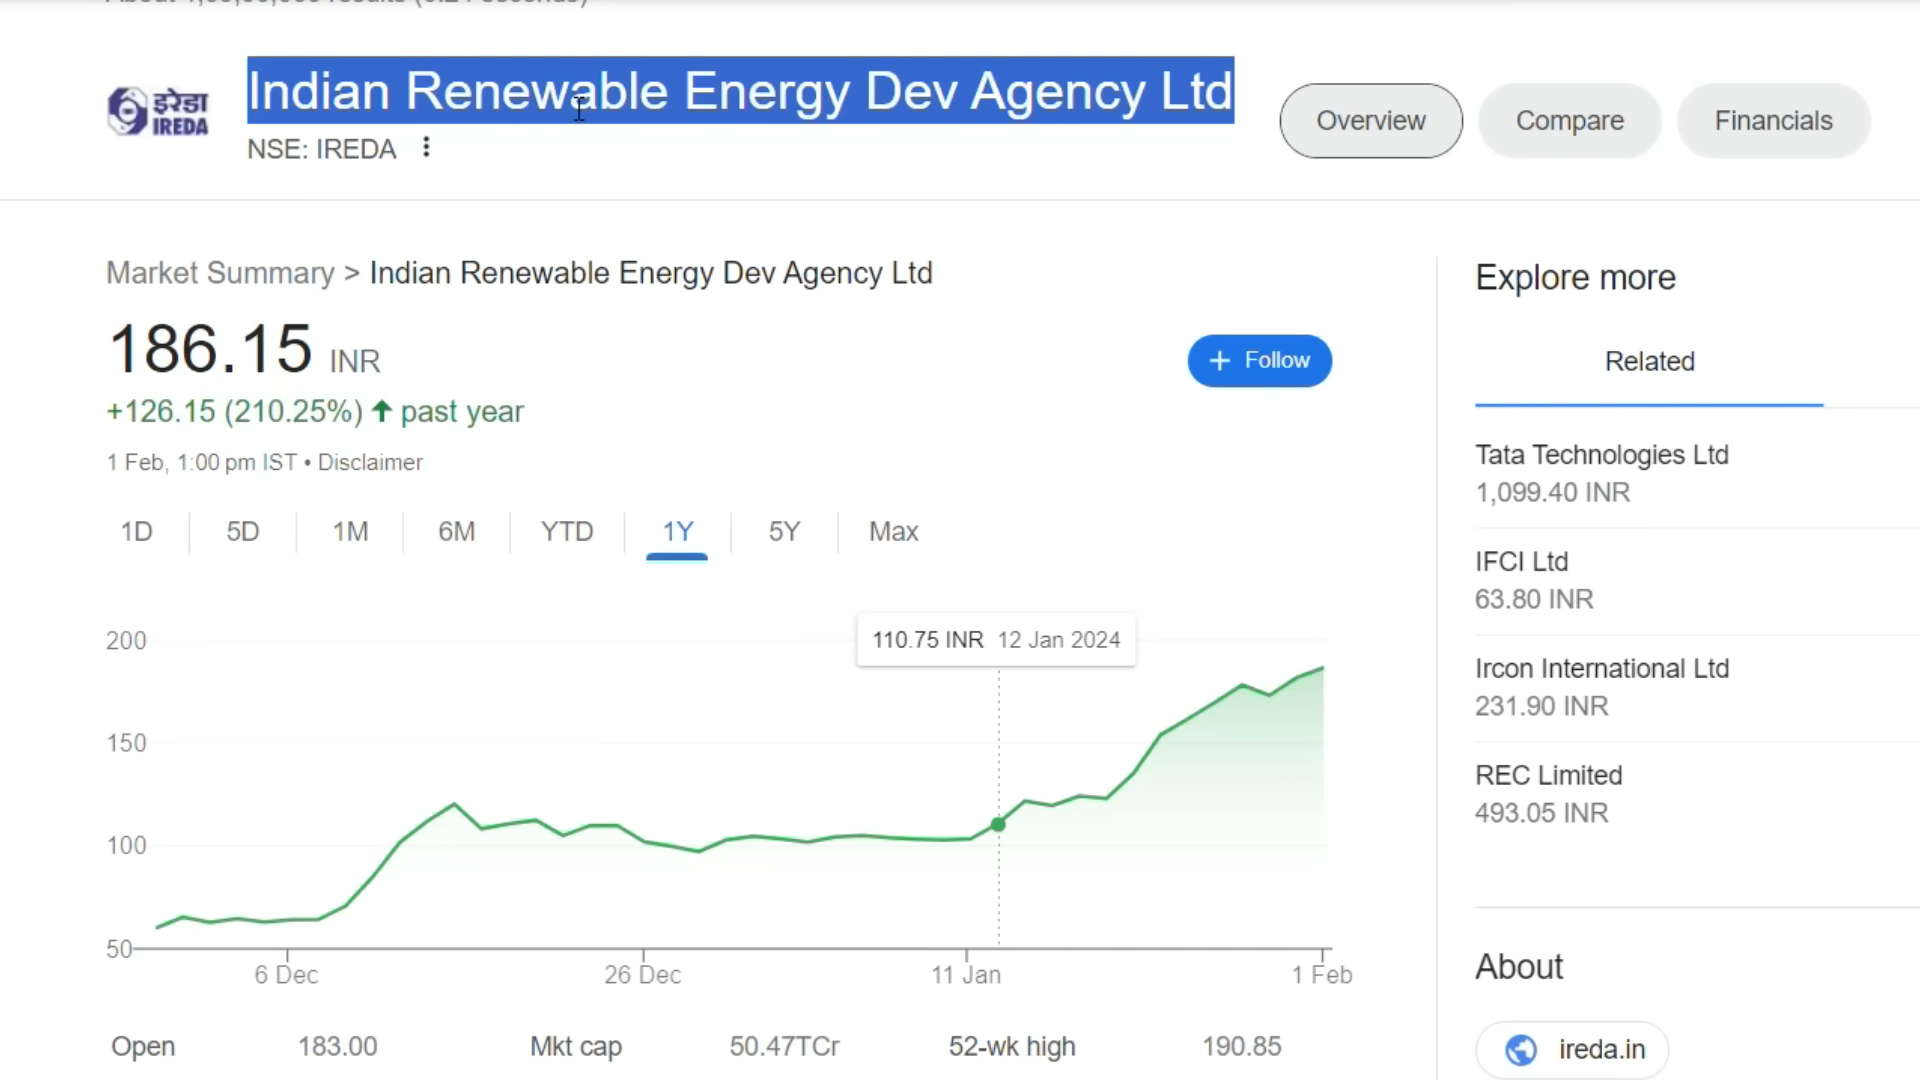 इरेडा
IREDA
Indian Renewable Energy Dev Agency Ltd
NSE: IREDA
Overview
Compare
Financials
Market Summary > Indian Renewable Energy Dev Agency Ltd
186.15 INR
+126.15 (210.25%) ↑ past year
1 Feb, 1:00 pm IST • Disclaimer
+ Follow
1D 5D 1M 6M YTD 1Y 5Y Max
110.75 INR 12 Jan 2024
200
150
100
50
6 Dec 26 Dec 11 Jan 1 Feb
Open 183.00 Mkt cap 50.47TCr 52-wk high 190.85
Explore more
Related
Tata Technologies Ltd
1,099.40 INR
IFCI Ltd
63.80 INR
Ircon International Ltd
231.90 INR
REC Limited
493.05 INR
About
ireda.in